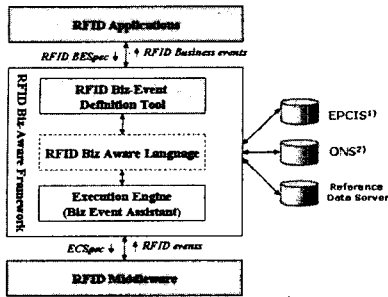 RFID Applications
RFID BESpec ↓ ↑ RFID Business events
RFID Biz Aware Framework
RFID Biz-Event
Definition Tool
RFID Biz Aware Language
Execution Engine
(Biz Event Assistant)
EPCIS1)
ONS2)
Reference
Data Server
ECSpec ↓ ↑ RFID events
RFID Middleware